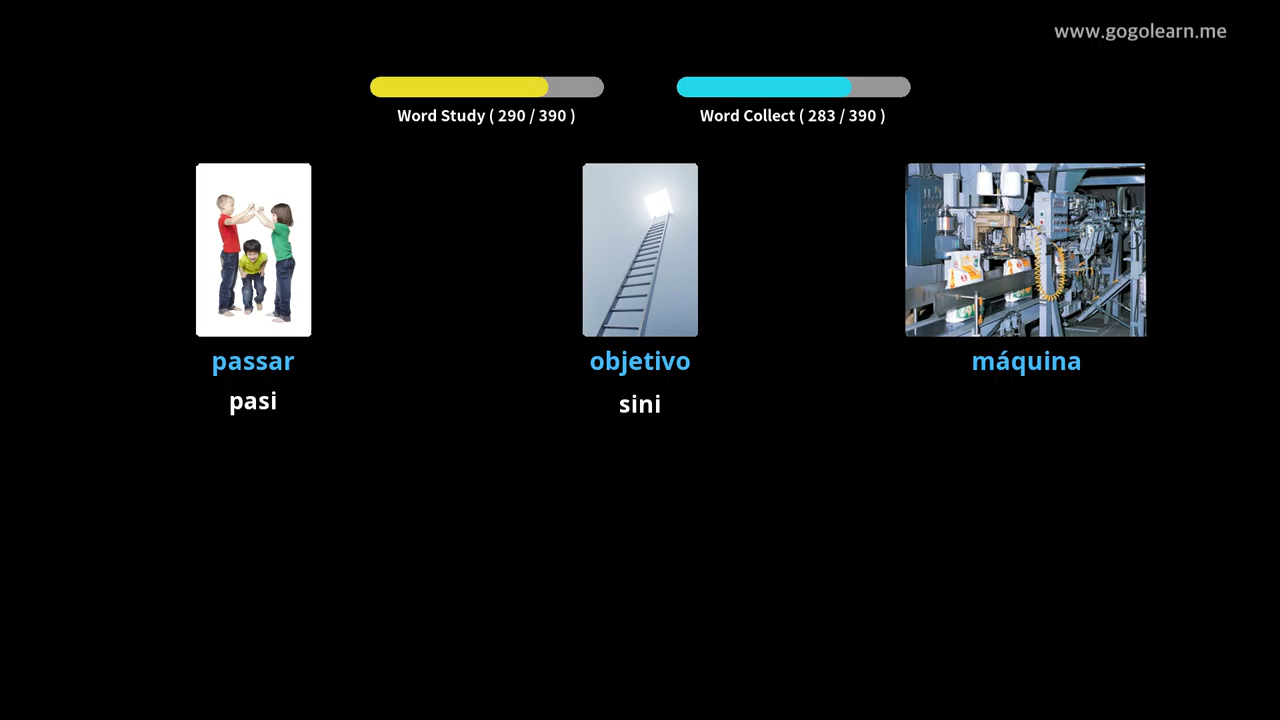 www.gogolearn.me
Word Study ( 290 / 390 )
Word Collect ( 283 / 390 )
passar
objetivo
máquina
pasi
sini